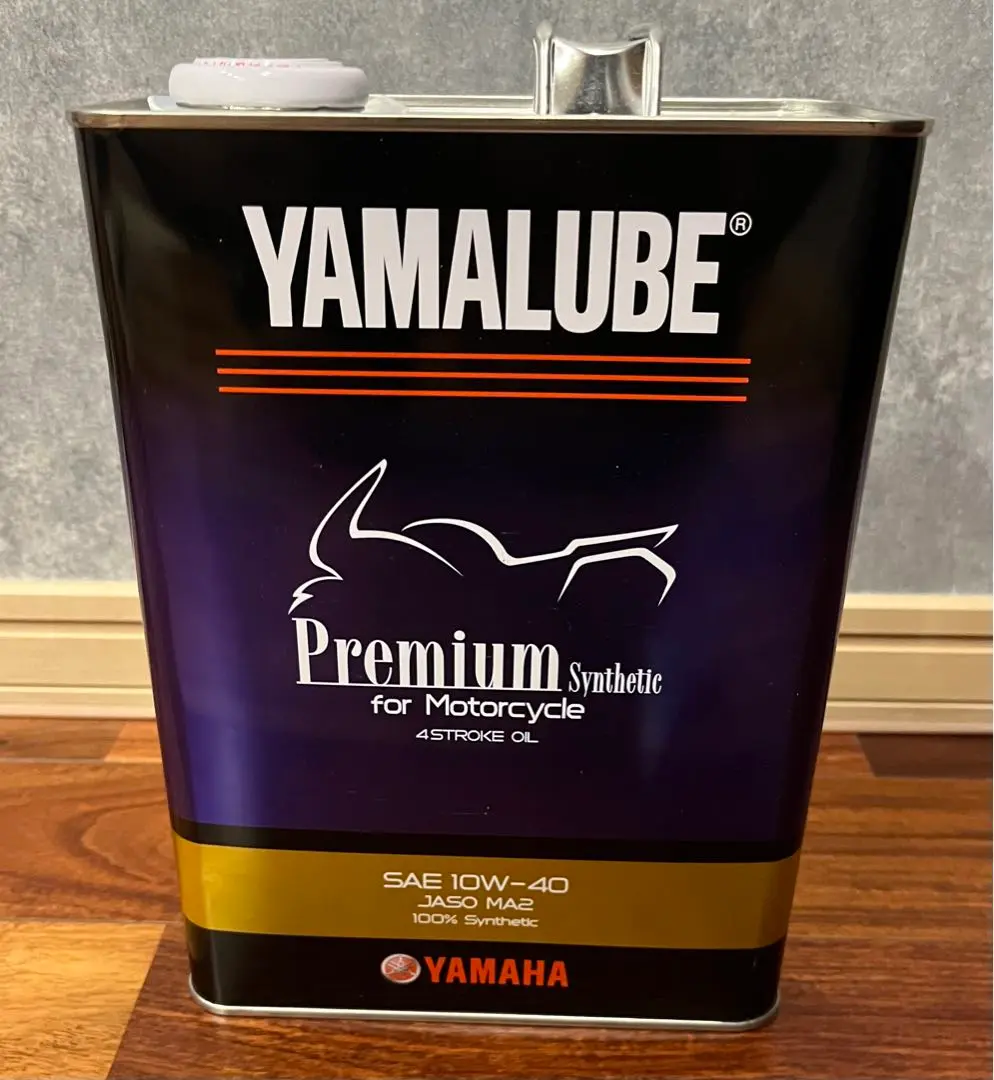 YAMALUBE®
Premium Synthetic
for Motorcycle
4STROKE OIL
SAE 10W-40
JASO MA2
100% Synthetic
YAMAHA